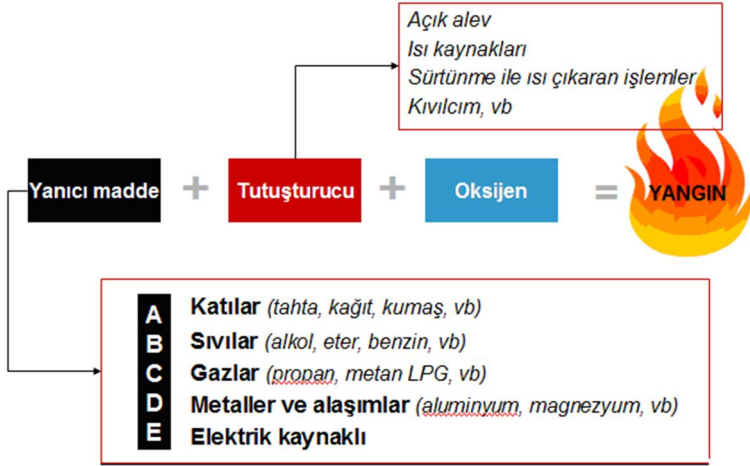 Açık alev
Isı kaynakları
Sürtünme ile ısı çıkaran işlemler
Kıvılcım, vb
Yanıcı madde + Tutuşturucu + Oksijen = YANGIN
A Katılar (tahta, kağıt, kumaş, vb)
B Sıvılar (alkol, eter, benzin, vb)
C Gazlar (propan, metan LPG, vb)
D Metaller ve alaşımlar (aluminyum, magnezyum, vb)
E Elektrik kaynaklı